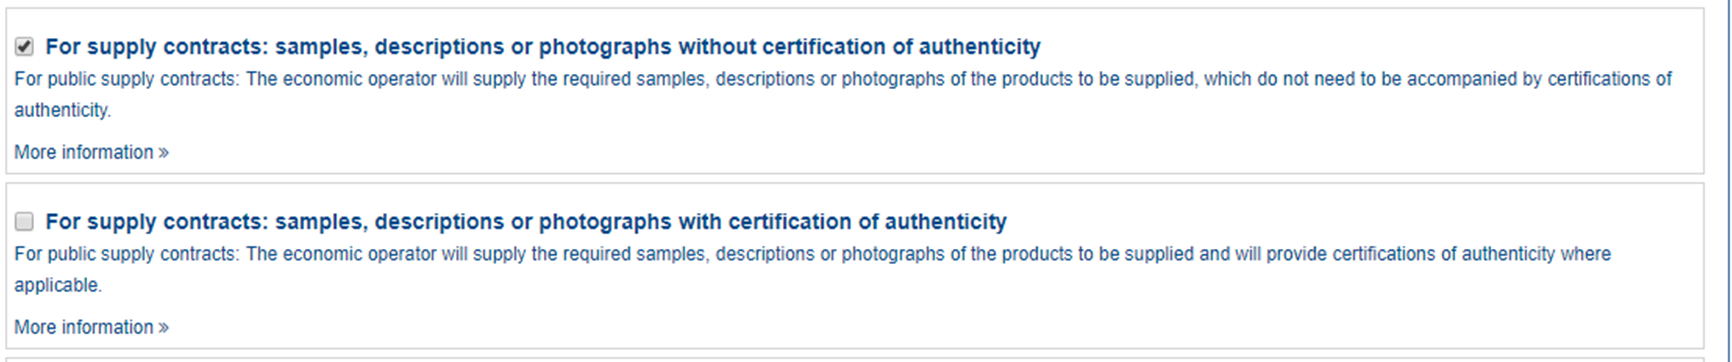 For supply contracts: samples, descriptions or photographs without certification of authenticity
For public supply contracts: The economic operator will supply the required samples, descriptions or photographs of the products to be supplied, which do not need to be accompanied by certifications of
authenticity.
More information »
For supply contracts: samples, descriptions or photographs with certification of authenticity
For public supply contracts: The economic operator will supply the required samples, descriptions or photographs of the products to be supplied and will provide certifications of authenticity where
applicable.
More information »